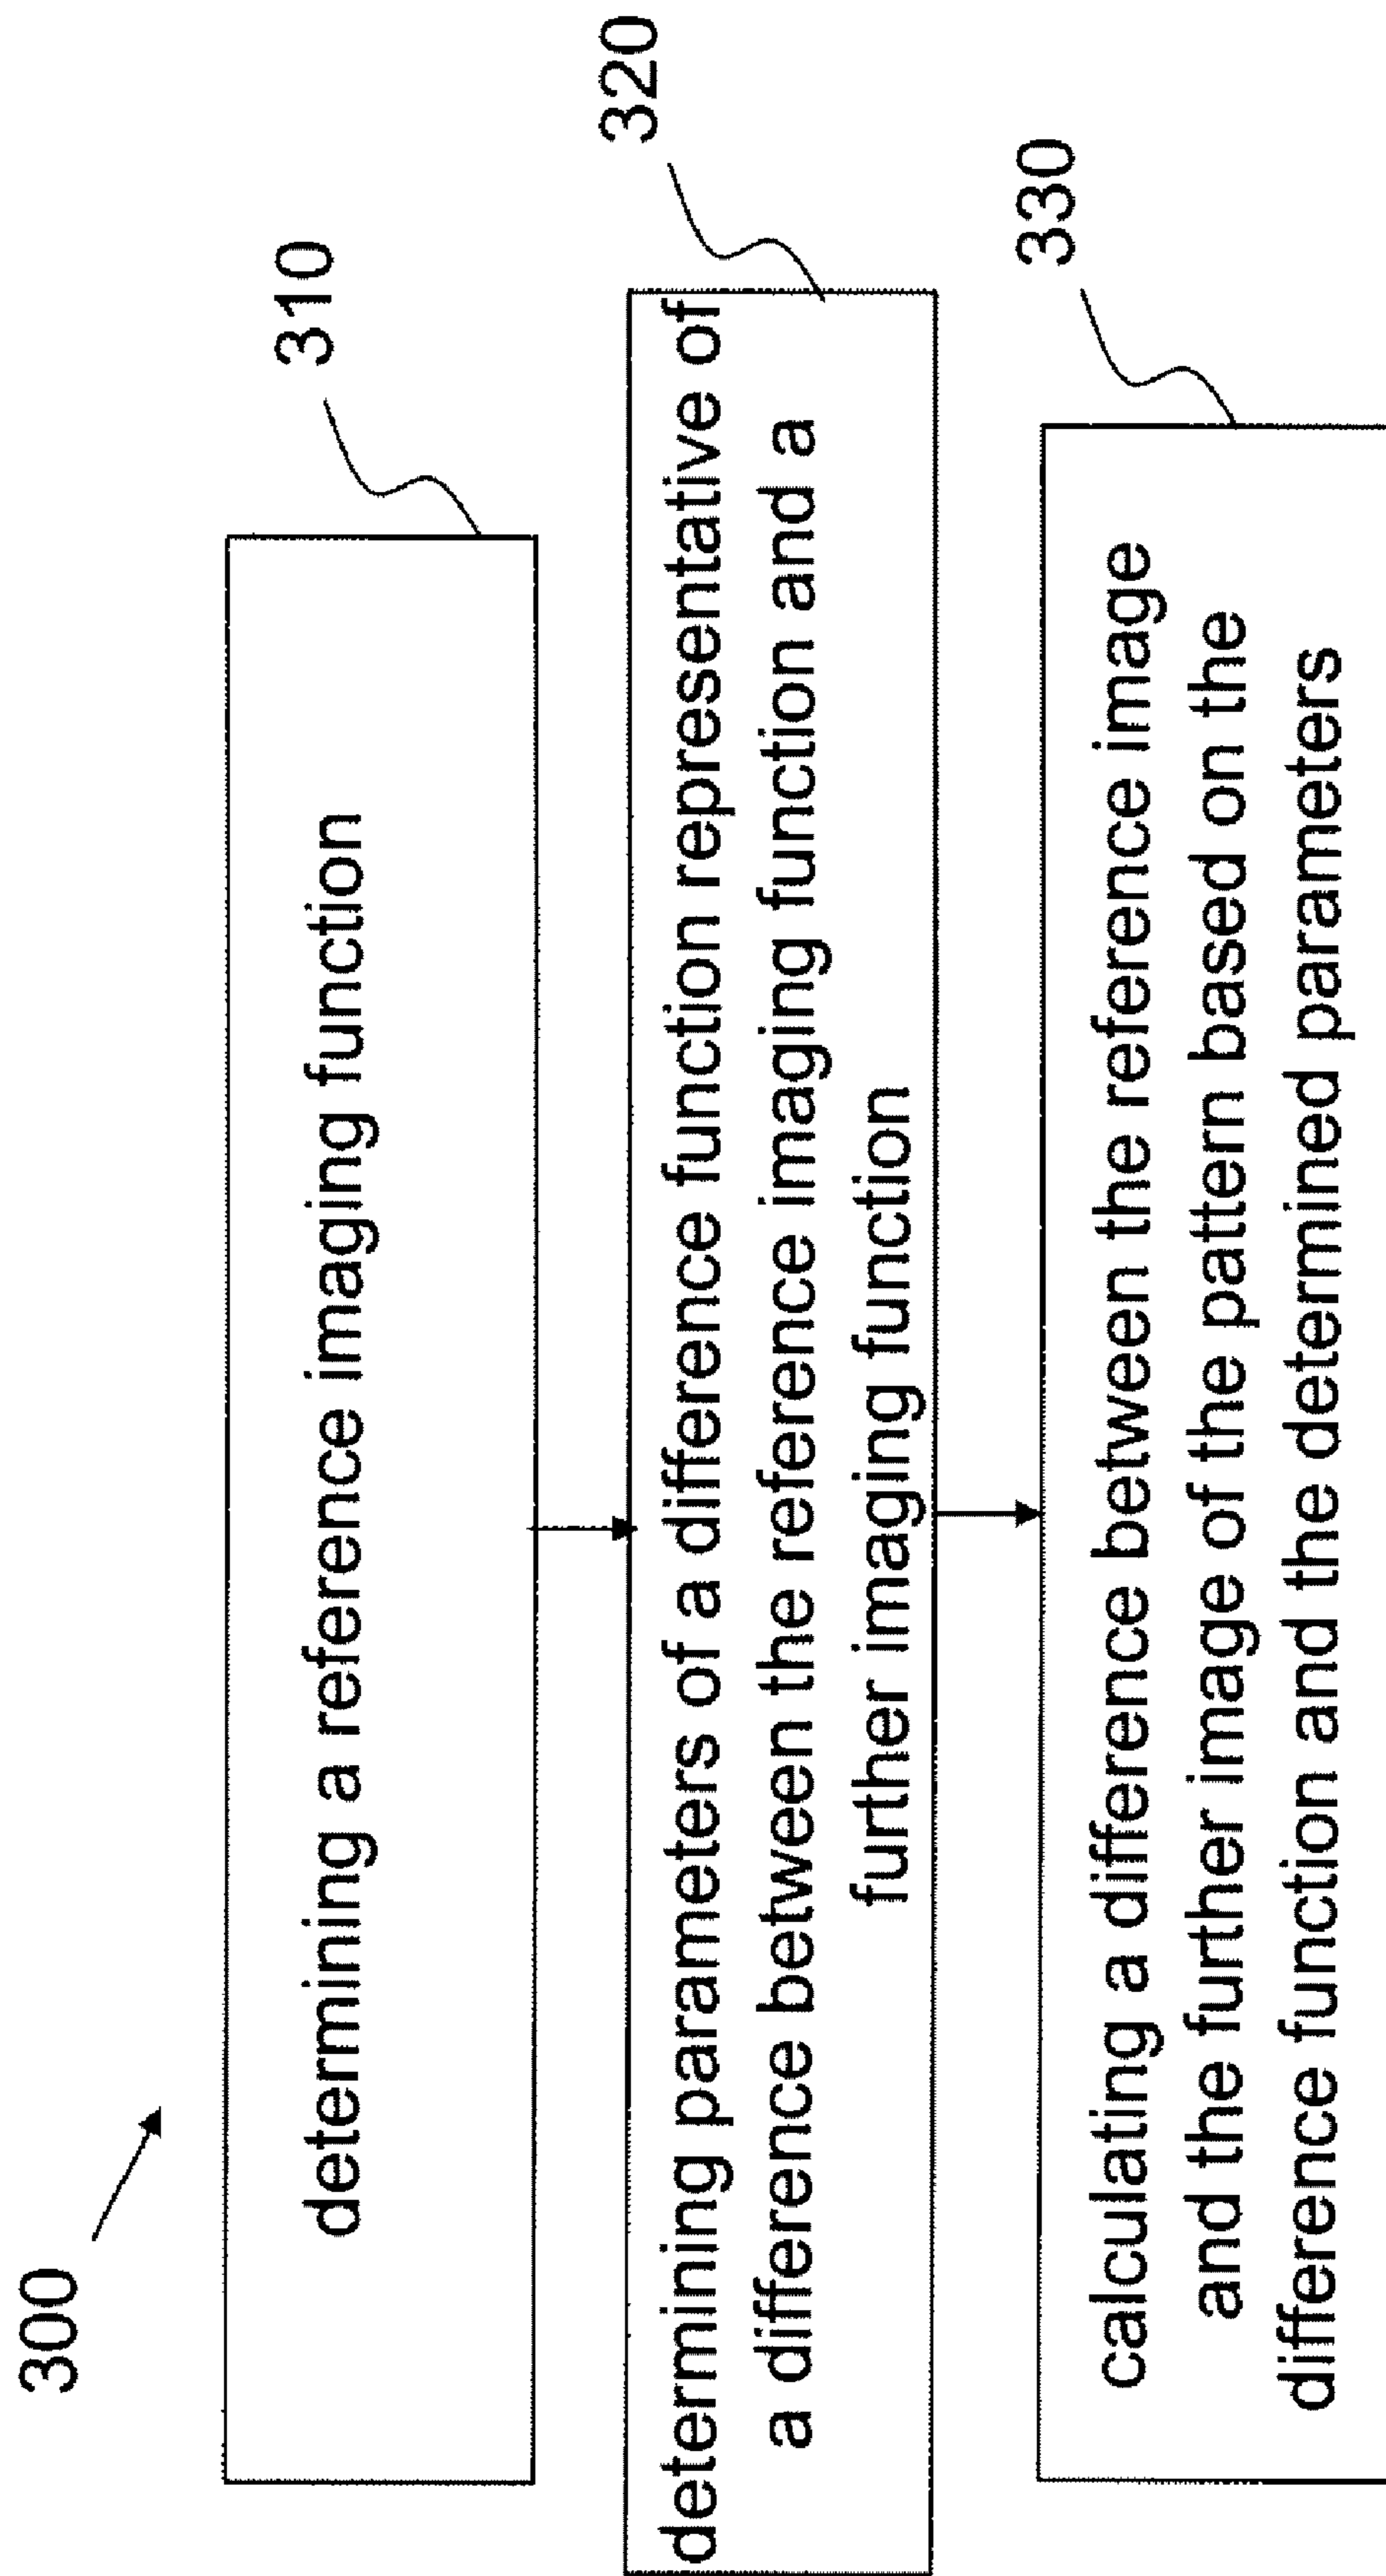 300
310
determining a reference imaging function
320
determining parameters of a difference function representative of
a difference between the reference imaging function and a
further imaging function
330
calculating a difference between the reference image
and the further image of the pattern based on the
difference function and the determined parameters